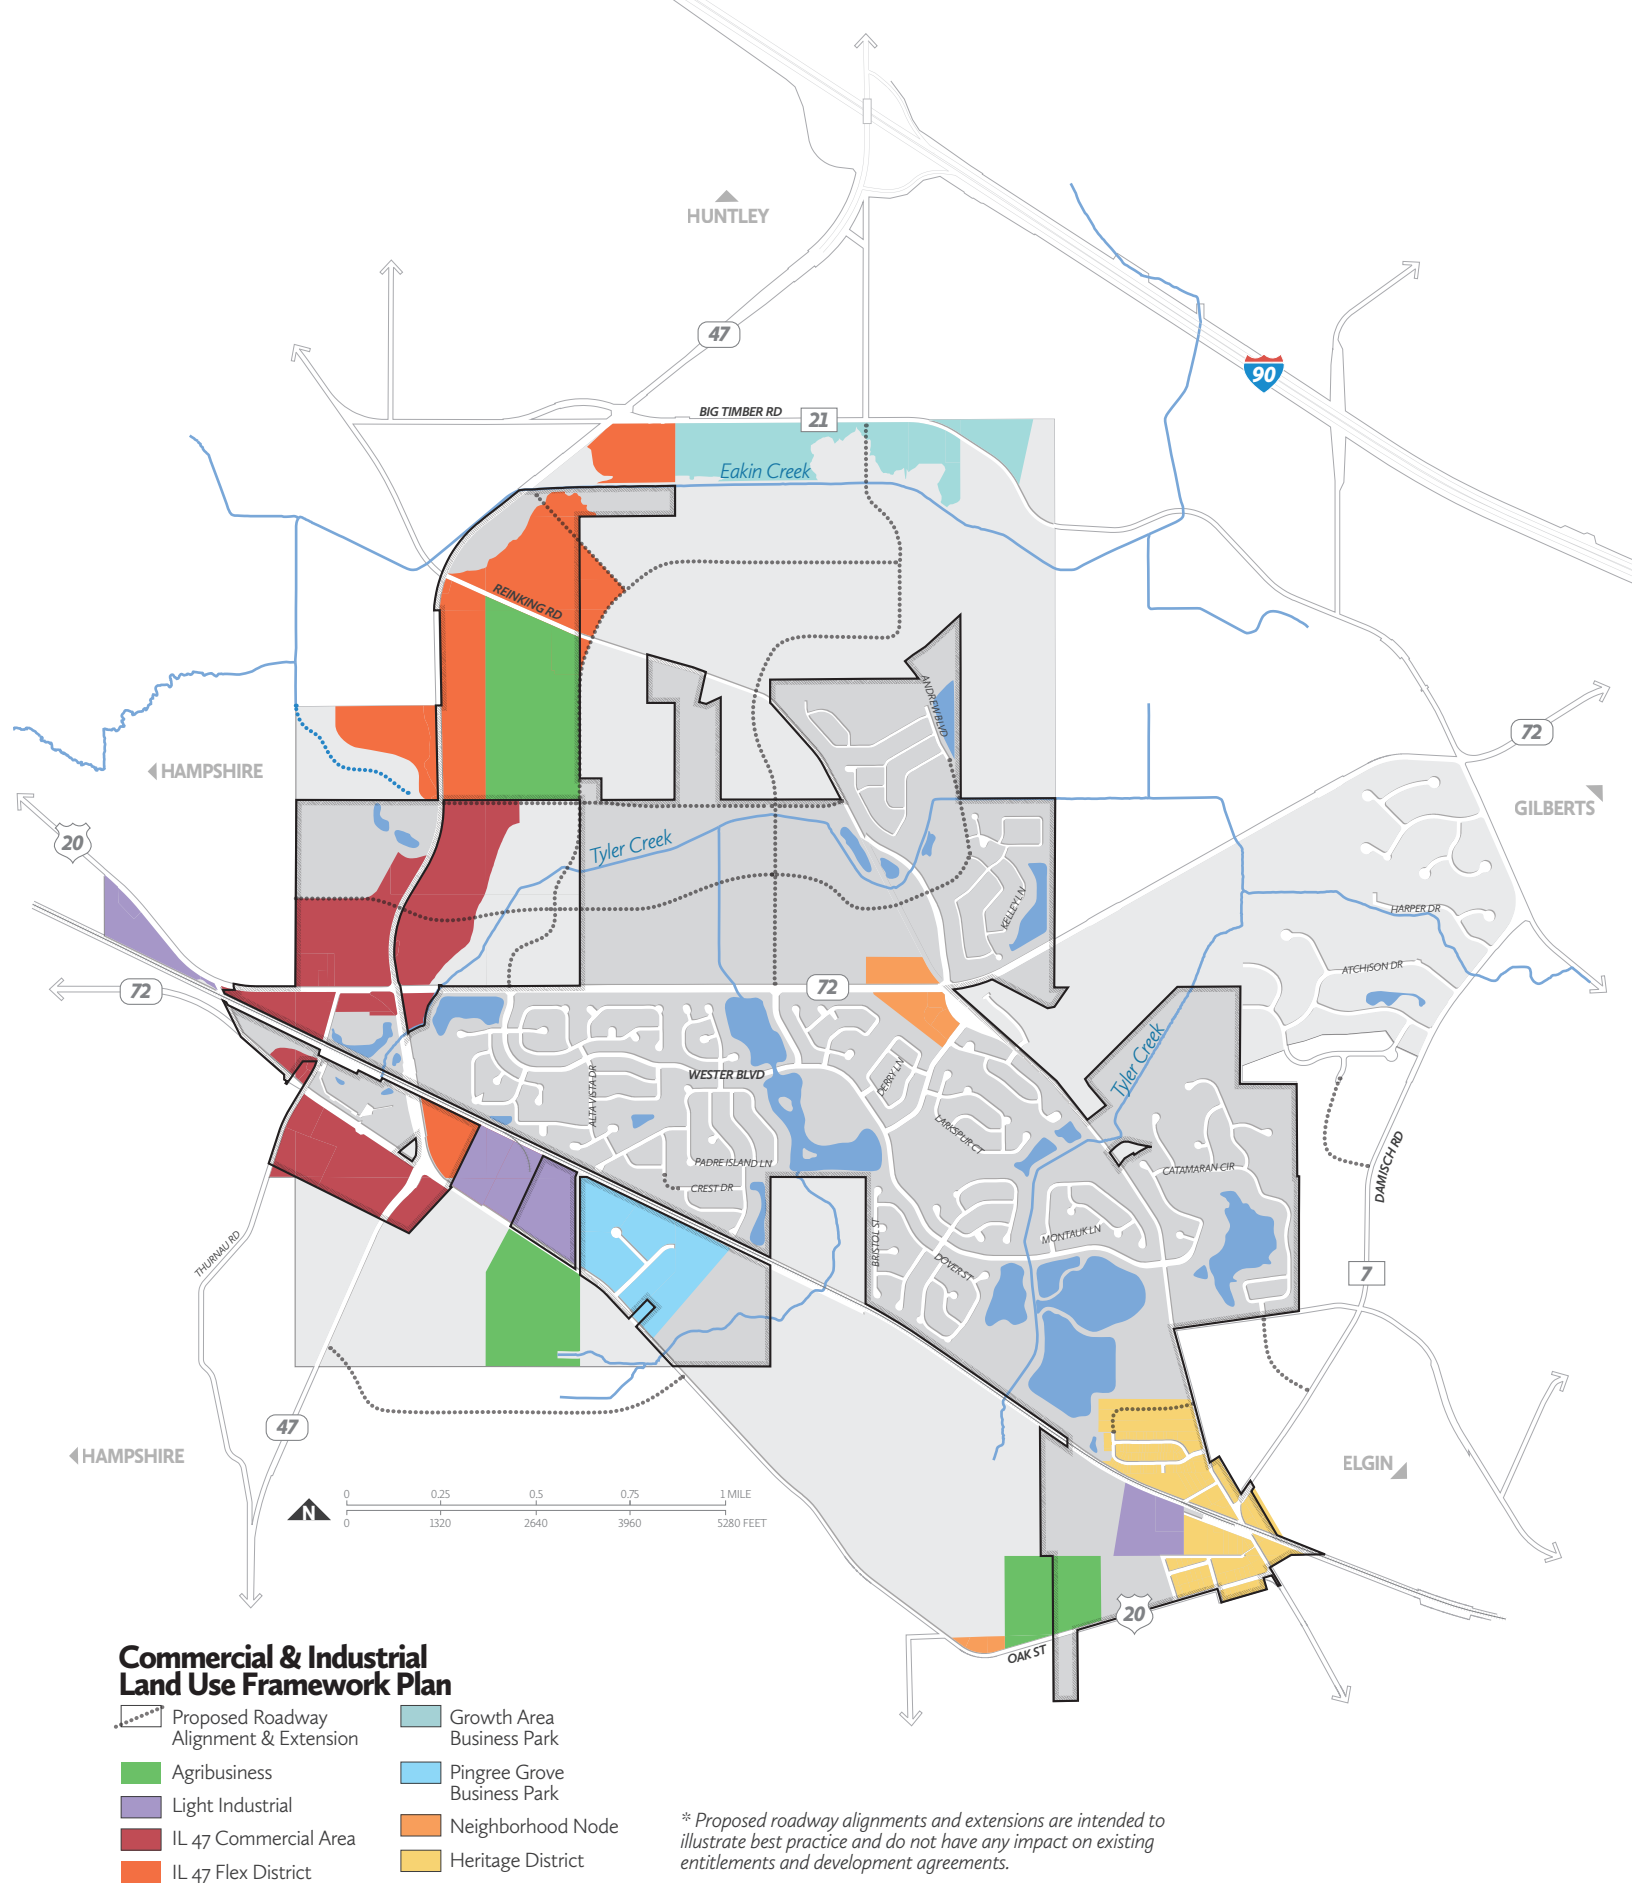 HUNTLEY
47
90
BIG TIMBER RD
21
Eakin Creek
REINKING RD
ANDREW BLVD
72
HAMPSHIRE
GILBERTS
20
Tyler Creek
KELLEY LN
HARPER DR
ATCHISON DR
72
72
Tyler Creek
WESTER BLVD
ALTA VISTA DR
DERRY LN
LARKSPUR CT
PADRE ISLAND LN
CREST DR
CATAMARAN CIR
DAMISCH RD
THURNAU RD
BRISTOL ST
MONTAUK LN
DOVER ST
7
47
HAMPSHIRE
ELGIN
N
0 0.25 0.5 0.75 1 MILE
0 1320 2640 3960 5280 FEET
20
OAK ST
Commercial & Industrial
Land Use Framework Plan
Proposed Roadway
Alignment & Extension
Agribusiness
Light Industrial
IL 47 Commercial Area
IL 47 Flex District
Growth Area
Business Park
Pingree Grove
Business Park
Neighborhood Node
Heritage District
* Proposed roadway alignments and extensions are intended to
illustrate best practice and do not have any impact on existing
entitlements and development agreements.